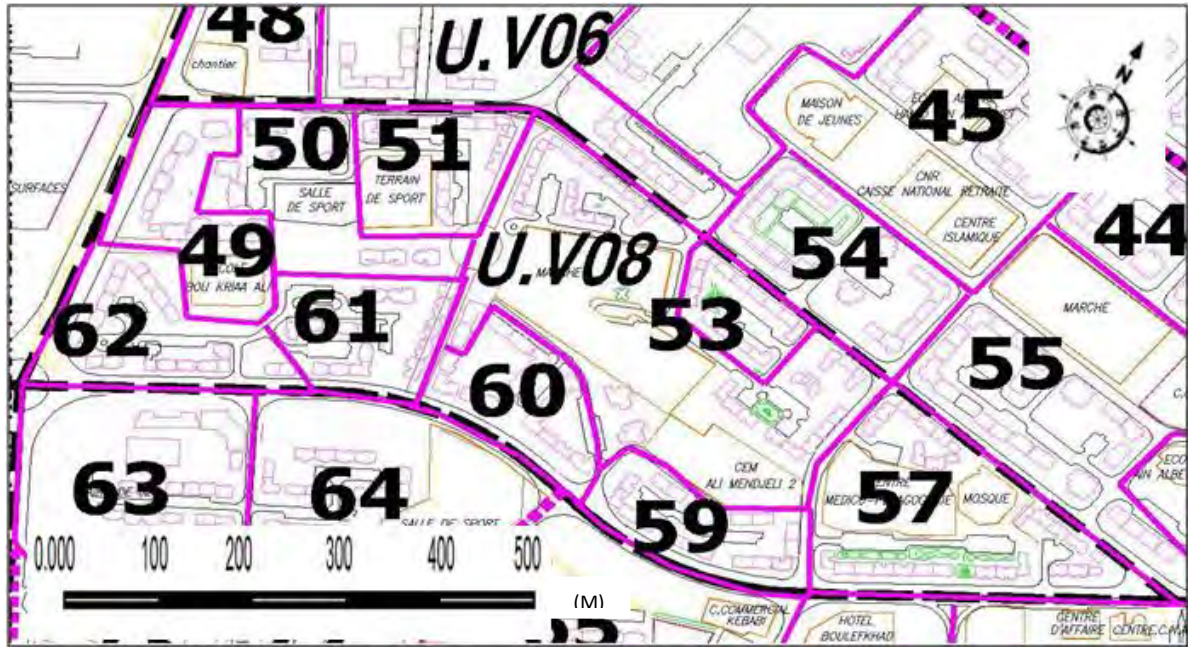 48
chantier
U.V06
MAISON
DE JEUNES
45
N
SURFACES
50
51
SALLE
DE SPORT
TERRAIN
DE SPORT
CNR
CAISSE NATIONAL RETRAITE
CENTRE
ISLAMIQUE
54
44
49
BOU KRIAA ALI
U.V08
MARCHE
62
61
53
55
60
63
64
SALLE DE SPORT
CEM
ALI MENDJELI 2
59
57
MOSQUE
0.000 100 200 300 400 500
(M)
C.COMMERCIAL
KEBABI
HOTEL
BOULEFKHAD
CENTRE
D'AFFAIRE